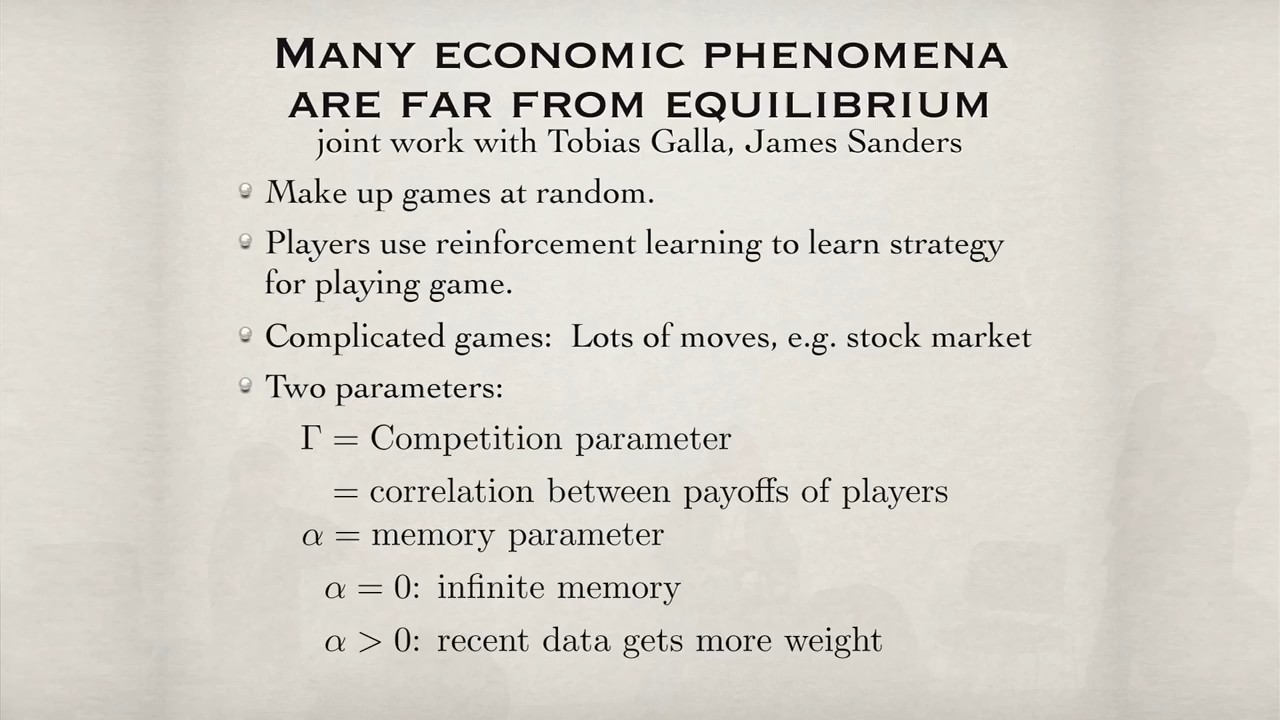 MANY ECONOMIC PHENOMENA
ARE FAR FROM EQUILIBRIUM
joint work with Tobias Galla, James Sanders
Make up games at random.
Players use reinforcement learning to learn strategy
for playing game.
Complicated games: Lots of moves, e.g. stock market
Two parameters:
Γ = Competition parameter
= correlation between payoffs of players
α = memory parameter
α = 0: infinite memory
α > 0: recent data gets more weight